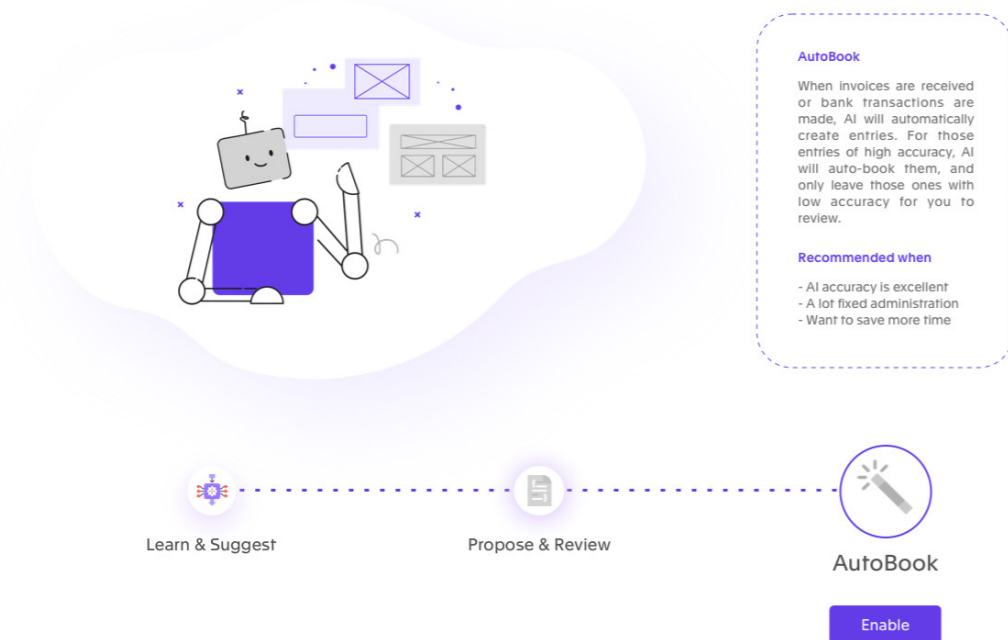 AutoBook
When invoices are received
or bank transactions are
made, AI will automatically
create entries. For those
entries of high accuracy, AI
will auto-book them, and
only leave those ones with
low accuracy for you to
review.
Recommended when
- AI accuracy is excellent
- A lot fixed administration
- Want to save more time
Learn & Suggest
Propose & Review
AutoBook
Enable